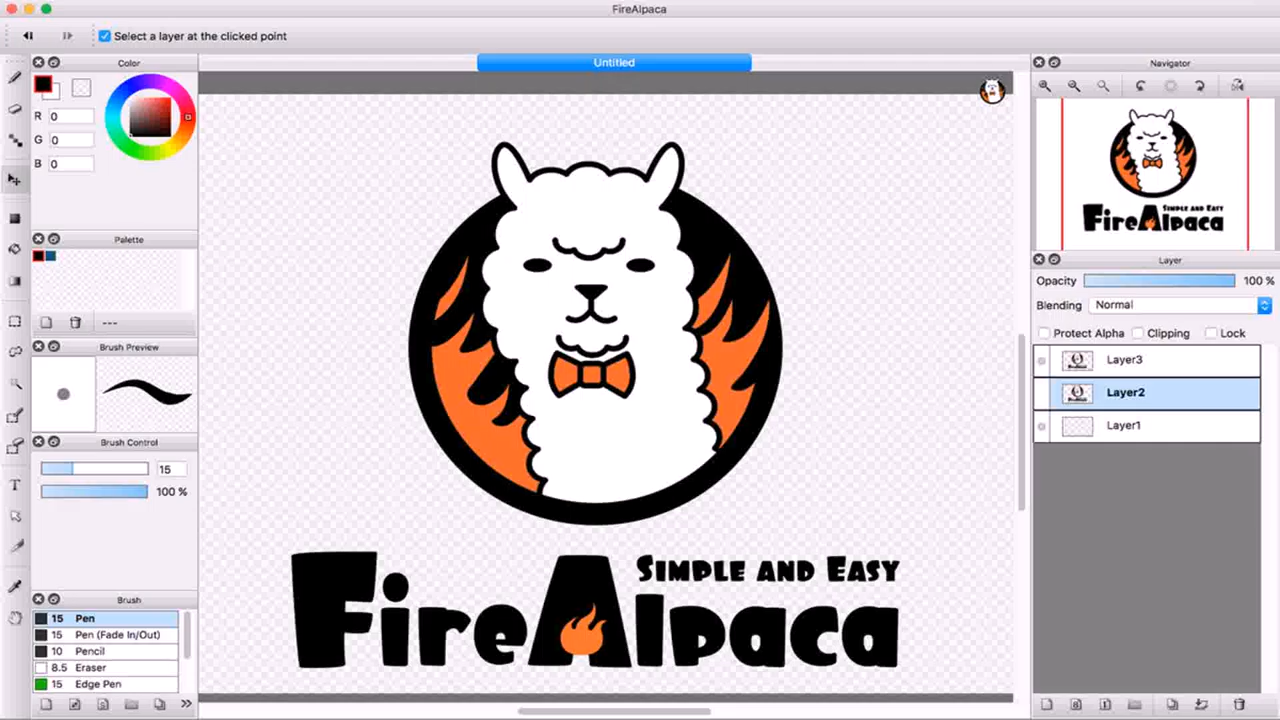 FireAlpaca
Select a layer at the clicked point
Color
R 0
G 0
B 0
Palette
---
Brush Preview
Brush Control
15
100 %
Brush
15 Pen
15 Pen (Fade In/Out)
10 Pencil
8.5 Eraser
15 Edge Pen
Untitled
SIMPLE AND EASY
FireAlpaca
Navigator
SIMPLE AND EASY
FireAlpaca
Layer
Opacity 100 %
Blending Normal
Protect Alpha Clipping Lock
Layer3
Layer2
Layer1
T